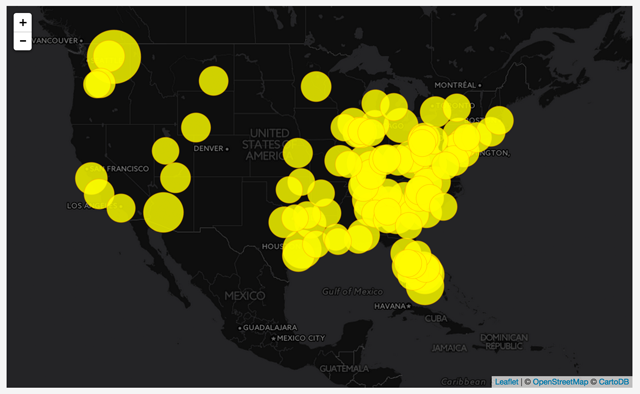 +
−
VANCOUVER
MONTRÉAL
UNITED
STATES
AMERI
DENVER
FRANCISCO
NGTON,
LOS A
HOUS
Gulf of Mexico
MEXICO
HAVANA
CUBA
GUADALAJARA
MEXICO CITY
JAMAICA
DOMINICAN
REPUBLIC
GUATEMALA
Caribbean
Leaflet | © OpenStreetMap © CartoDB